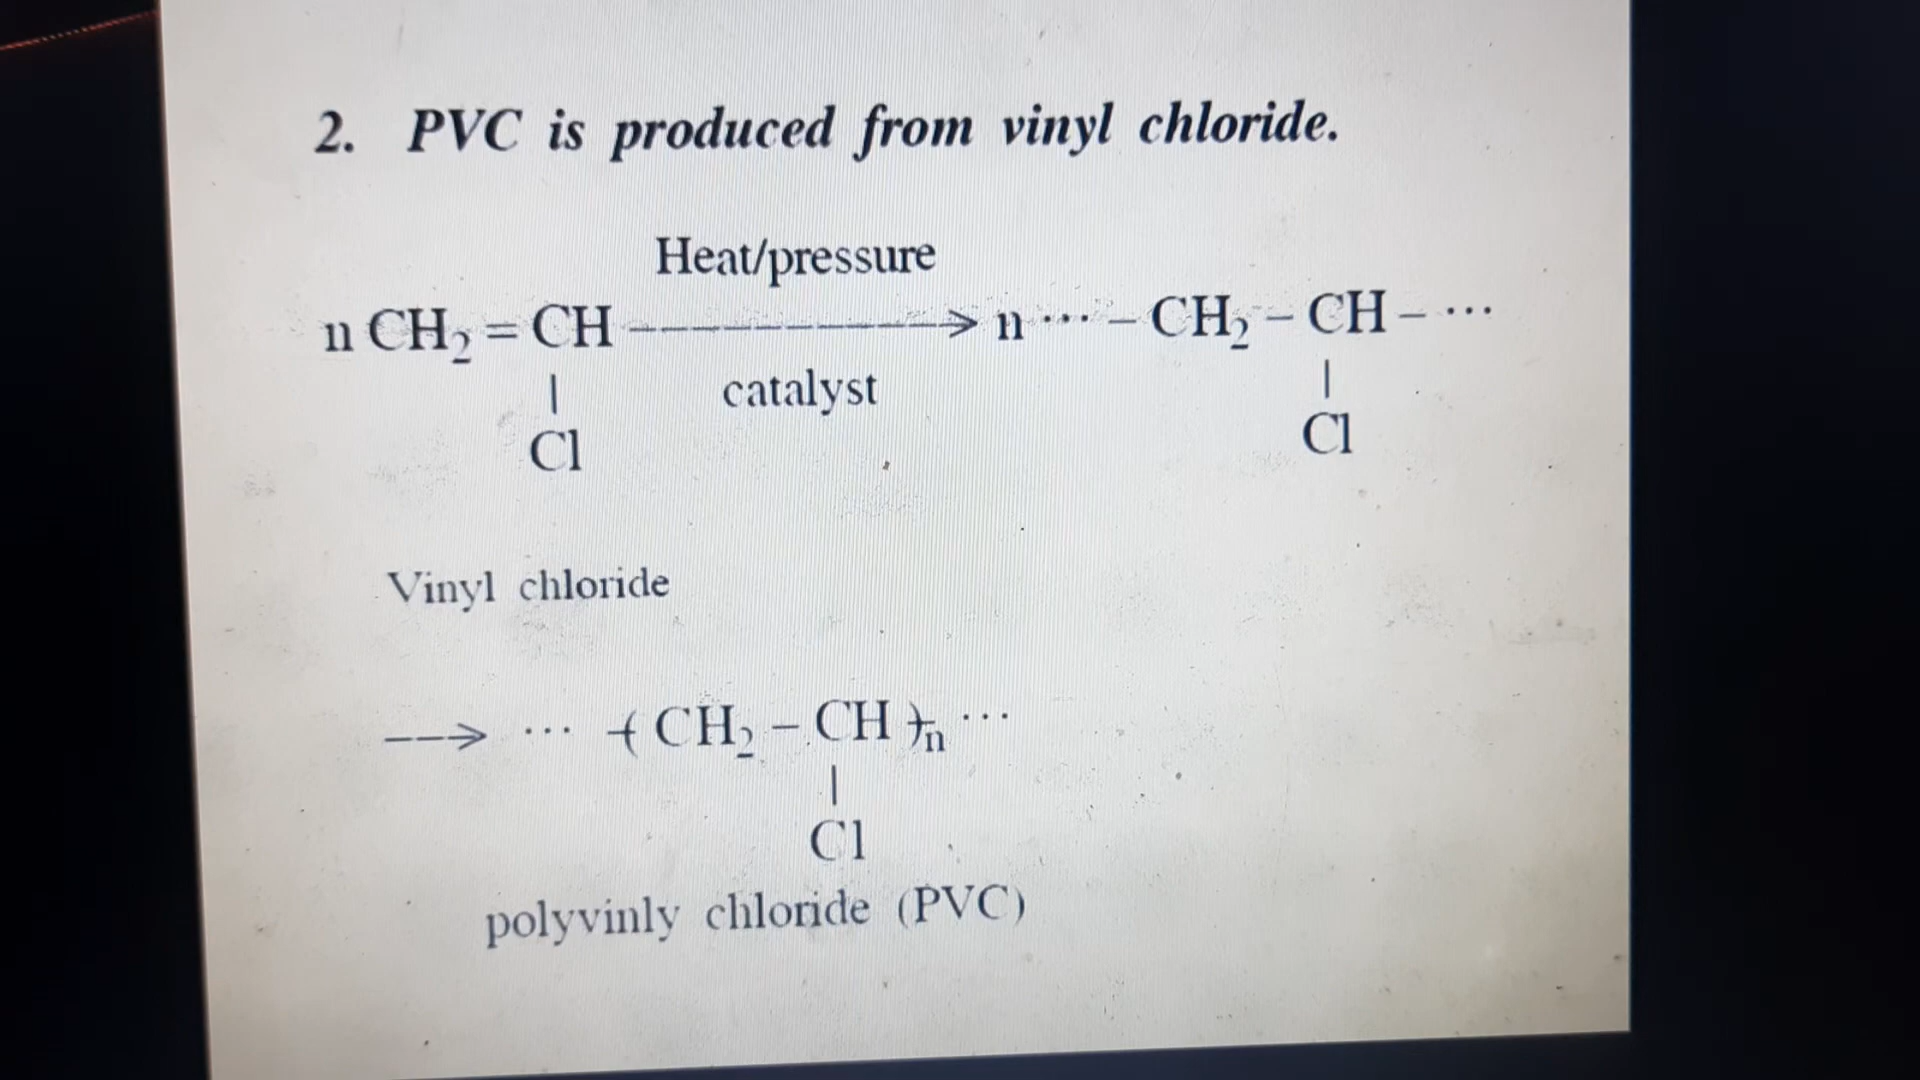 2. PVC is produced from vinyl chloride.
Heat/pressure
n CH₂ = CH -----------> n ··· – CH₂ – CH – ···
| catalyst |
Cl Cl
Vinyl chloride
---> ··· –( CH₂ – CH –)ₙ ···
|
Cl
polyvinly chloride (PVC)